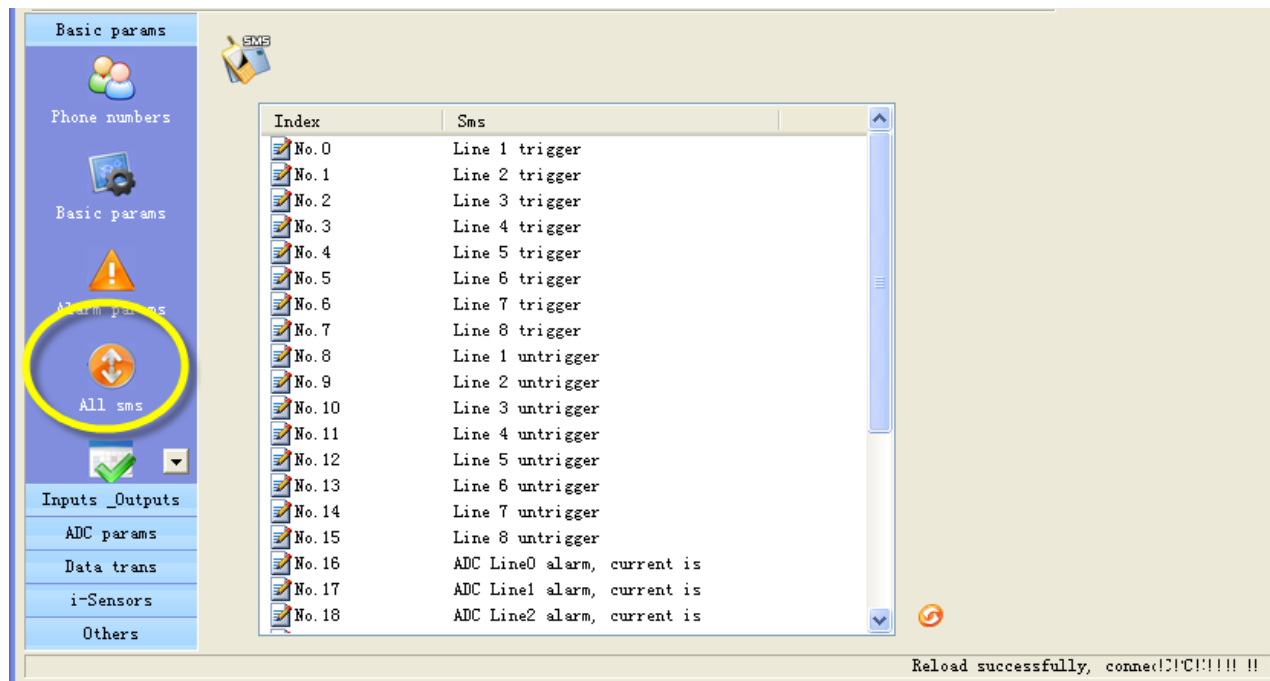 Basic params
SMS
Phone numbers
Basic params
Alarm params
All sms
Inputs _Outputs
ADC params
Data trans
i-Sensors
Others
Index Sms
No.0 Line 1 trigger
No.1 Line 2 trigger
No.2 Line 3 trigger
No.3 Line 4 trigger
No.4 Line 5 trigger
No.5 Line 6 trigger
No.6 Line 7 trigger
No.7 Line 8 trigger
No.8 Line 1 untrigger
No.9 Line 2 untrigger
No.10 Line 3 untrigger
No.11 Line 4 untrigger
No.12 Line 5 untrigger
No.13 Line 6 untrigger
No.14 Line 7 untrigger
No.15 Line 8 untrigger
No.16 ADC Line0 alarm, current is
No.17 ADC Line1 alarm, current is
No.18 ADC Line2 alarm, current is
Reload successfully,